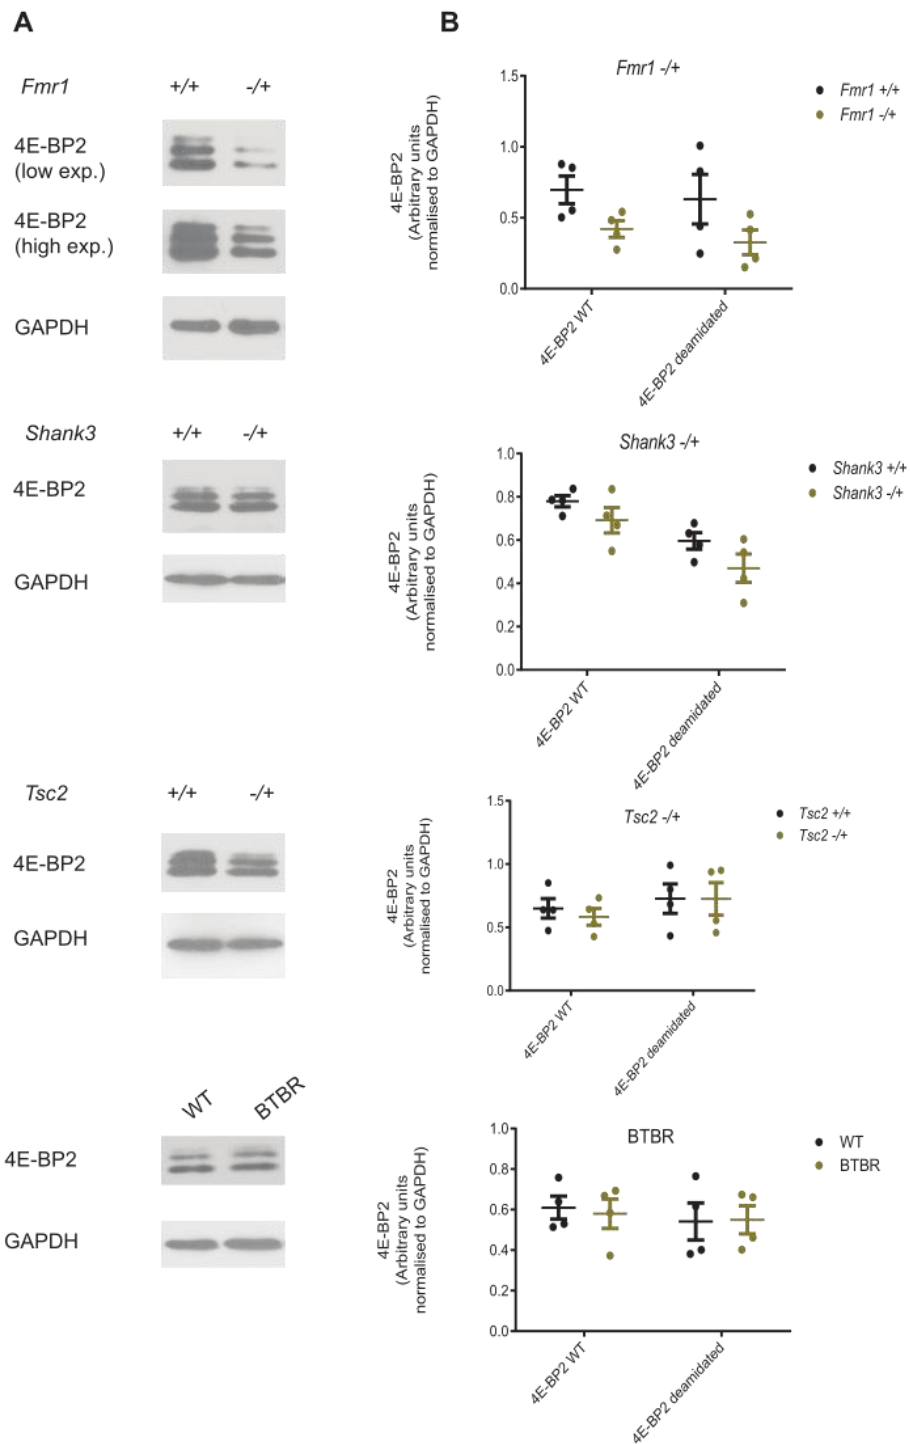 A
Fmr1 +/+ -/+
4E-BP2
(low exp.)
4E-BP2
(high exp.)
GAPDH
Shank3 +/+ -/+
4E-BP2
GAPDH
Tsc2 +/+ -/+
4E-BP2
GAPDH
WT BTBR
4E-BP2
GAPDH
B
Fmr1 -/+
4E-BP2
(Arbitrary units
normalised to GAPDH)
1.5
1.0
0.5
0.0
4E-BP2 WT
4E-BP2 deamidated
Fmr1 +/+
Fmr1 -/+
Shank3 -/+
4E-BP2
(Arbitrary units
normalised to GAPDH)
1.0
0.8
0.6
0.4
0.2
0.0
4E-BP2 WT
4E-BP2 deamidated
Shank3 +/+
Shank3 -/+
Tsc2 -/+
4E-BP2
(Arbitrary units
normalised to GAPDH)
1.5
1.0
0.5
0.0
4E-BP2 WT
4E-BP2 deamidated
Tsc2 +/+
Tsc2 -/+
BTBR
4E-BP2
(Arbitrary units
normalised to GAPDH)
1.0
0.8
0.6
0.4
0.2
0.0
4E-BP2 WT
4E-BP2 deamidated
WT
BTBR